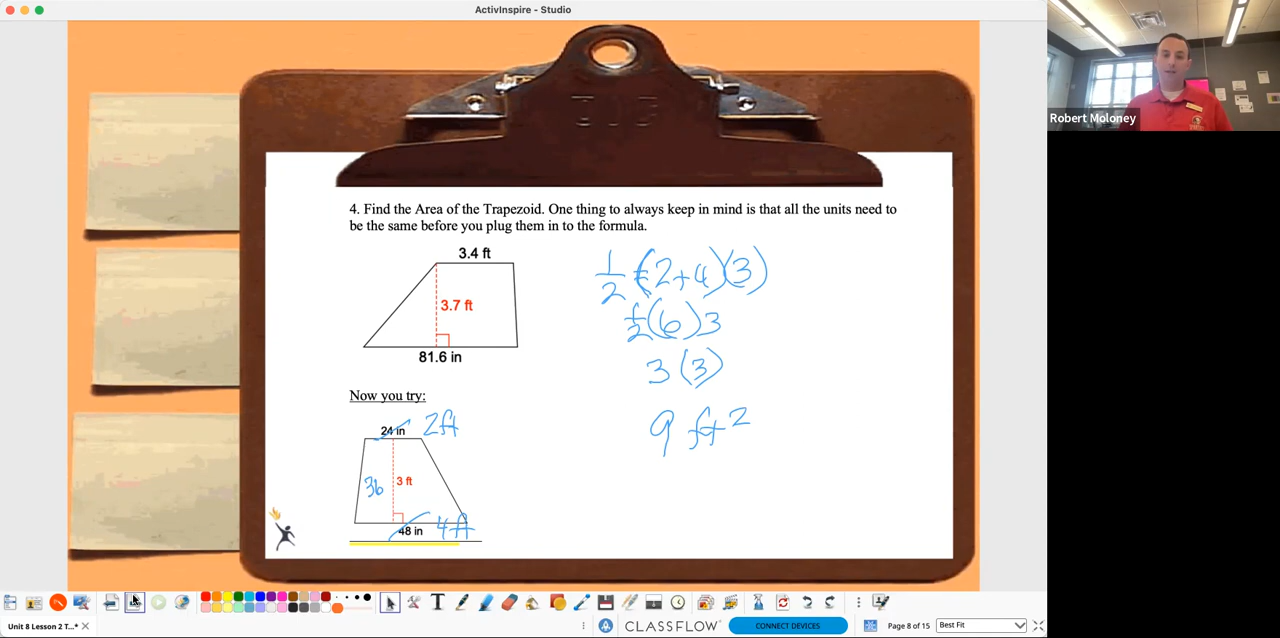 ActivInspire - Studio
Robert Moloney
4. Find the Area of the Trapezoid. One thing to always keep in mind is that all the units need to
be the same before you plug them in to the formula.
3.4 ft
3.7 ft
81.6 in
1/2 (2+4)(3)
1/2(6)3
3(3)
9 ft²
Now you try:
24 in 2ft
36 3 ft
48 in 4ft
Unit 8 Lesson 2 T...*
CLASSFLOW
CONNECT DEVICES
Page 8 of 15
Best Fit